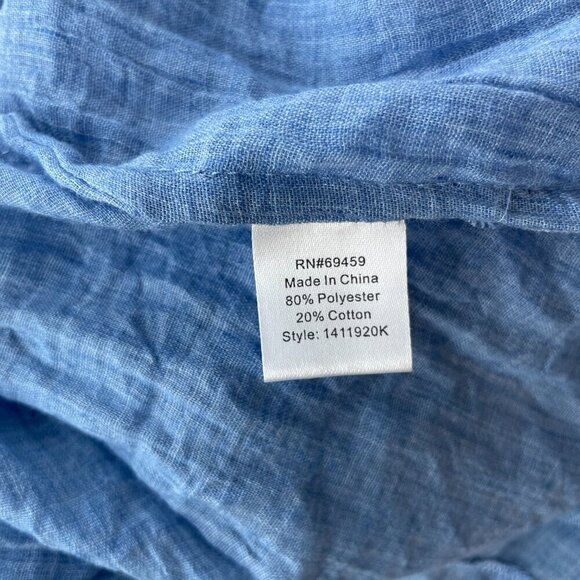 RN#69459
Made In China
80% Polyester
20% Cotton
Style: 1411920K